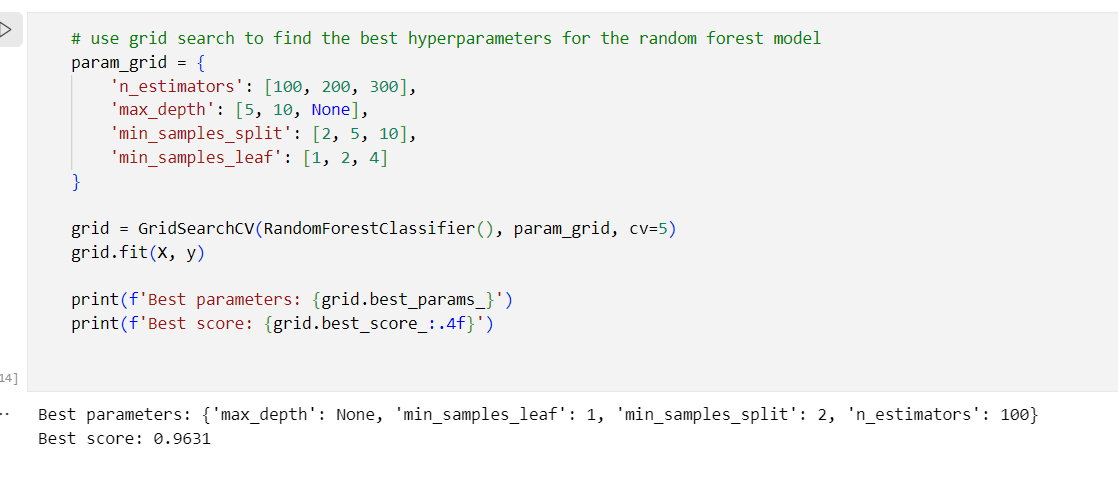 # use grid search to find the best hyperparameters for the random forest model
param_grid = {
    'n_estimators': [100, 200, 300],
    'max_depth': [5, 10, None],
    'min_samples_split': [2, 5, 10],
    'min_samples_leaf': [1, 2, 4]
}
grid = GridSearchCV(RandomForestClassifier(), param_grid, cv=5)
grid.fit(X, y)
print(f'Best parameters: {grid.best_params_}')
print(f'Best score: {grid.best_score_:.4f}')
14]
Best parameters: {'max_depth': None, 'min_samples_leaf': 1, 'min_samples_split': 2, 'n_estimators': 100}
Best score: 0.9631